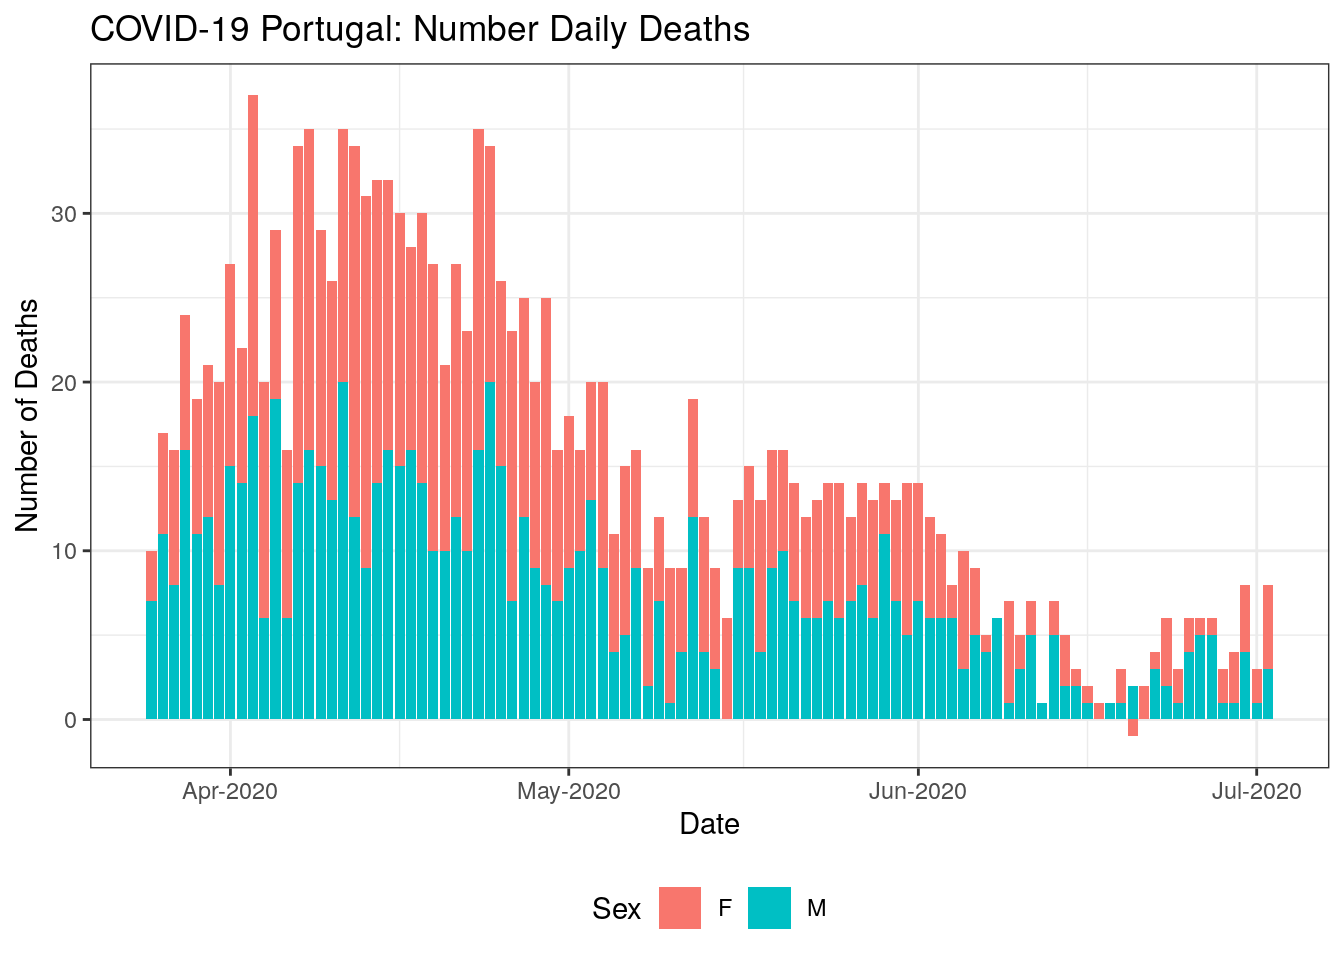 COVID-19 Portugal: Number Daily Deaths
Number of Deaths
30
20
10
0
Apr-2020 May-2020 Jun-2020 Jul-2020
Date
Sex F M